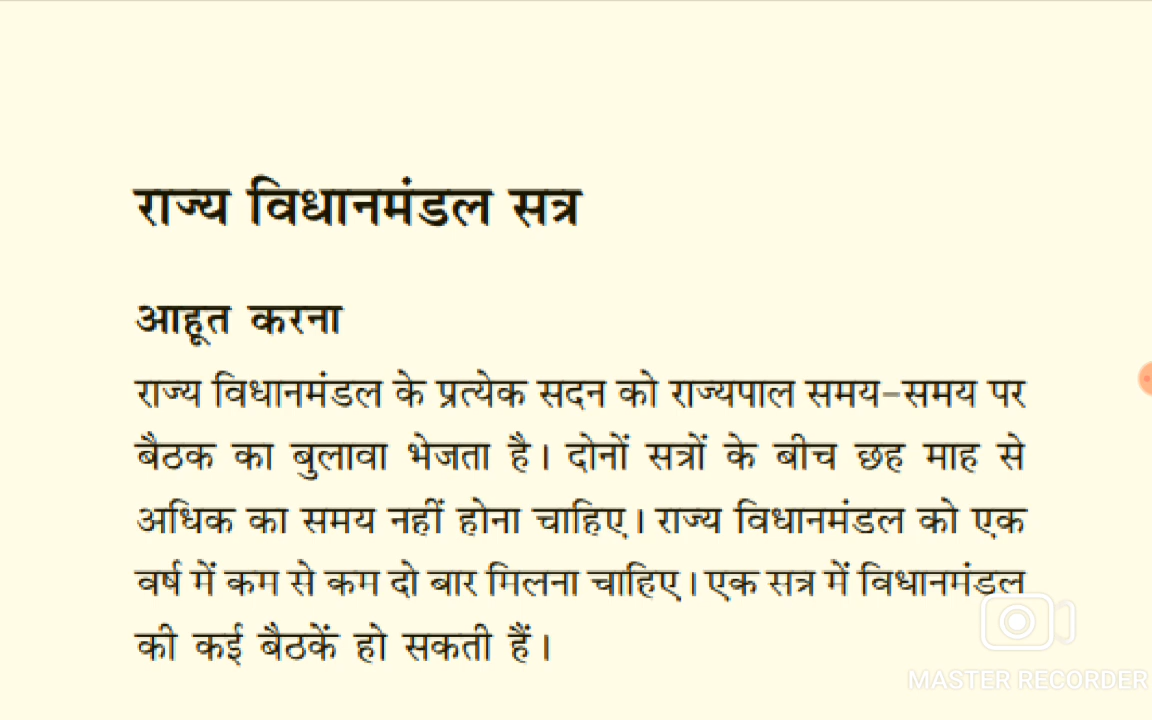 राज्य विधानमंडल सत्र
आहूत करना
राज्य विधानमंडल के प्रत्येक सदन को राज्यपाल समय-समय पर
बैठक का बुलावा भेजता है। दोनों सत्रों के बीच छह माह से
अधिक का समय नहीं होना चाहिए। राज्य विधानमंडल को एक
वर्ष में कम से कम दो बार मिलना चाहिए। एक सत्र में विधानमंडल
की कई बैठकें हो सकती हैं।
MASTER RECORDER